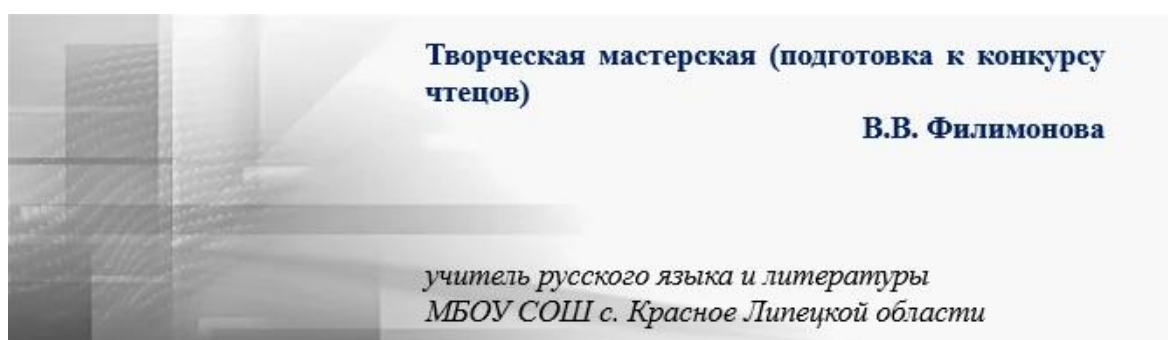 Творческая мастерская (подготовка к конкурсу
чтецов)
В.В. Филимонова
учитель русского языка и литературы
МБОУ СОШ с. Красное Липецкой области